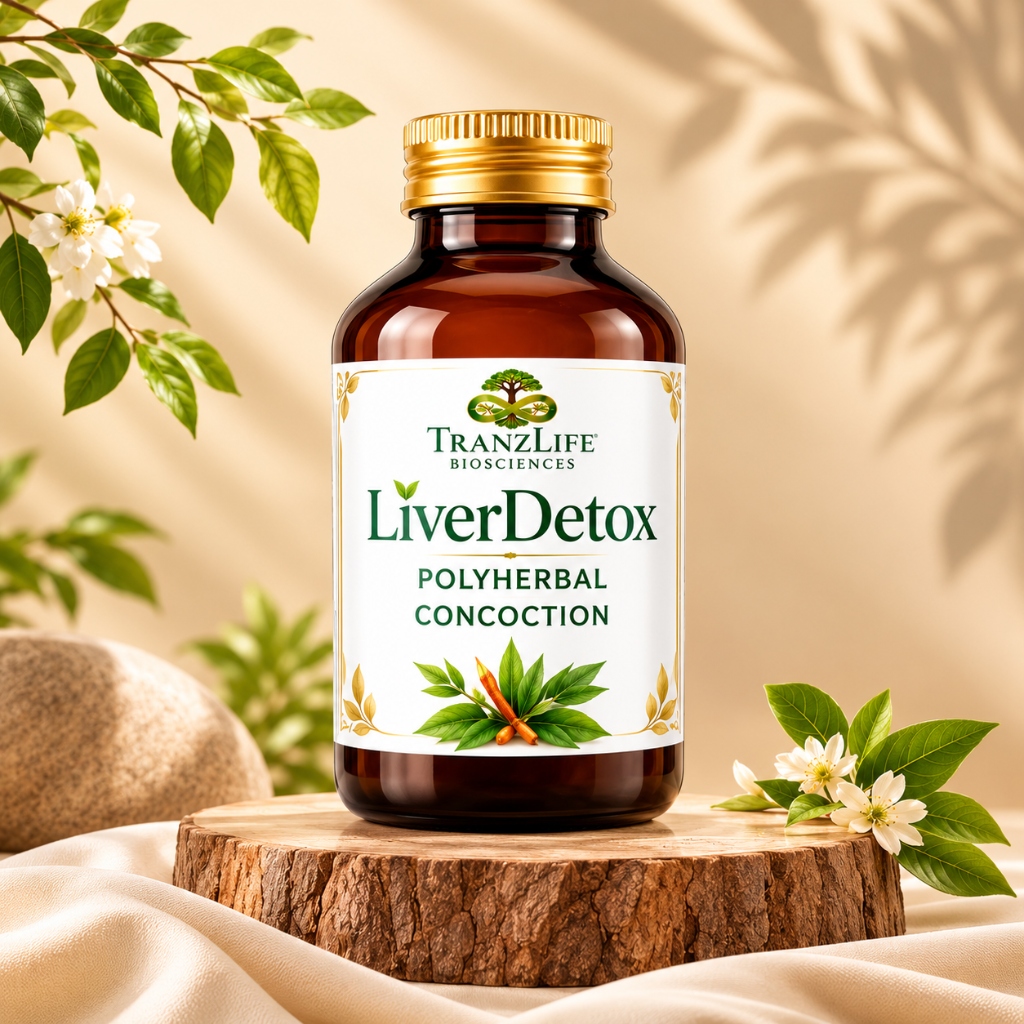 TRANZLIFE®
BIOSCIENCES
LiverDetox
POLYHERBAL
CONCOCTION